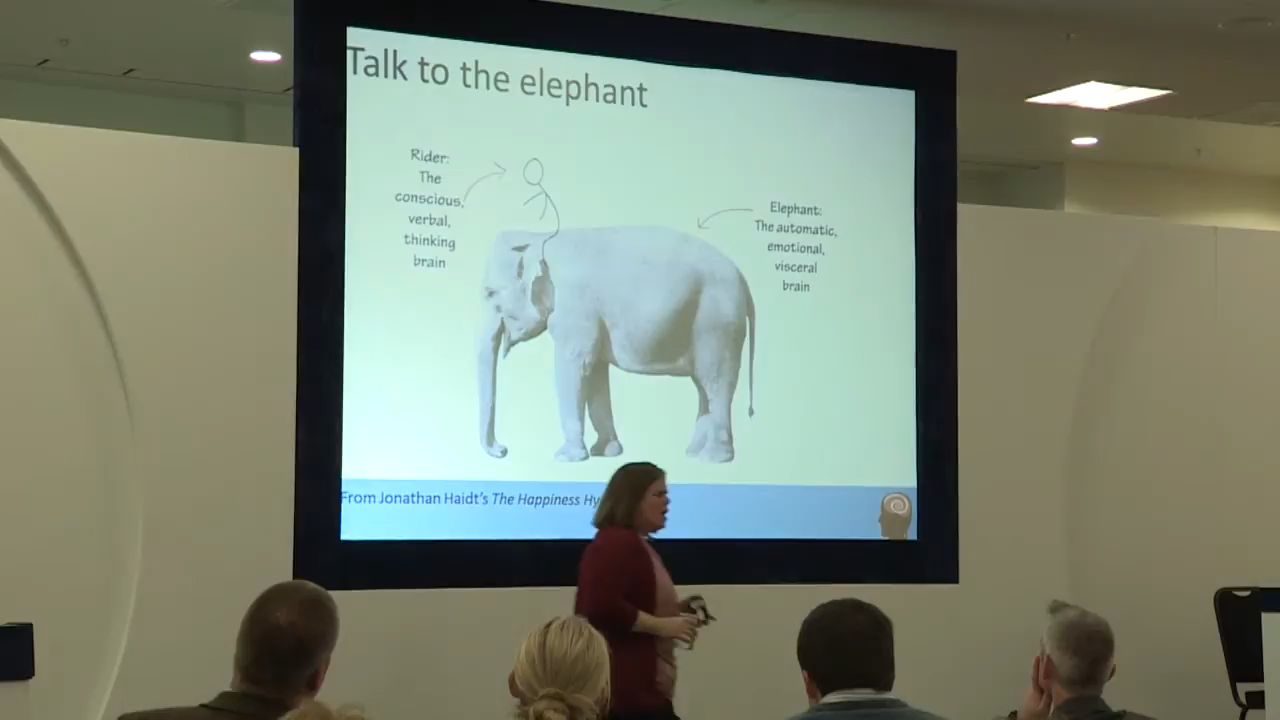 Talk to the elephant
Rider:
The
conscious,
verbal,
thinking
brain
Elephant:
The automatic,
emotional,
visceral
brain
From Jonathan Haidt's The Happiness Hy